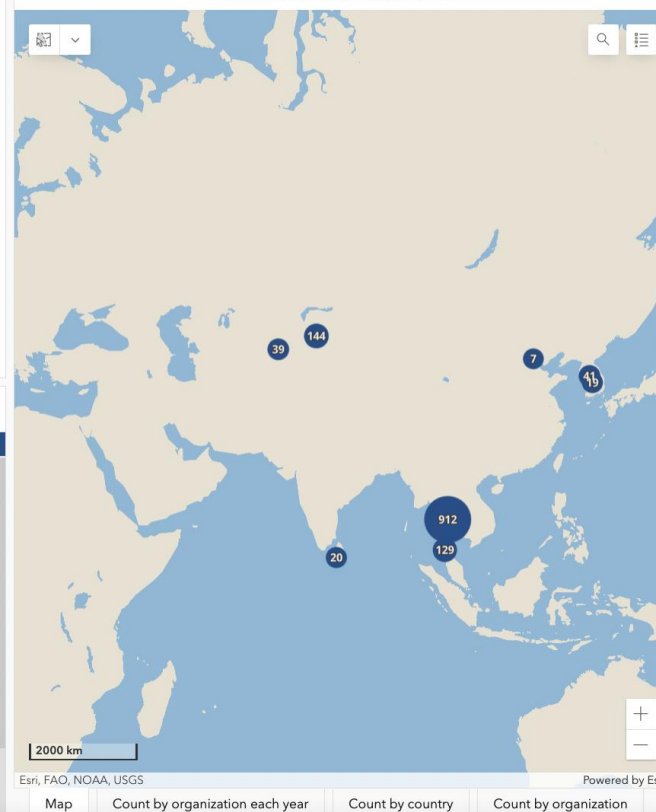 144
39
7
41
19
912
129
20
2000 km
Esri, FAO, NOAA, USGS
Powered by Es
Map
Count by organization each year
Count by country
Count by organization